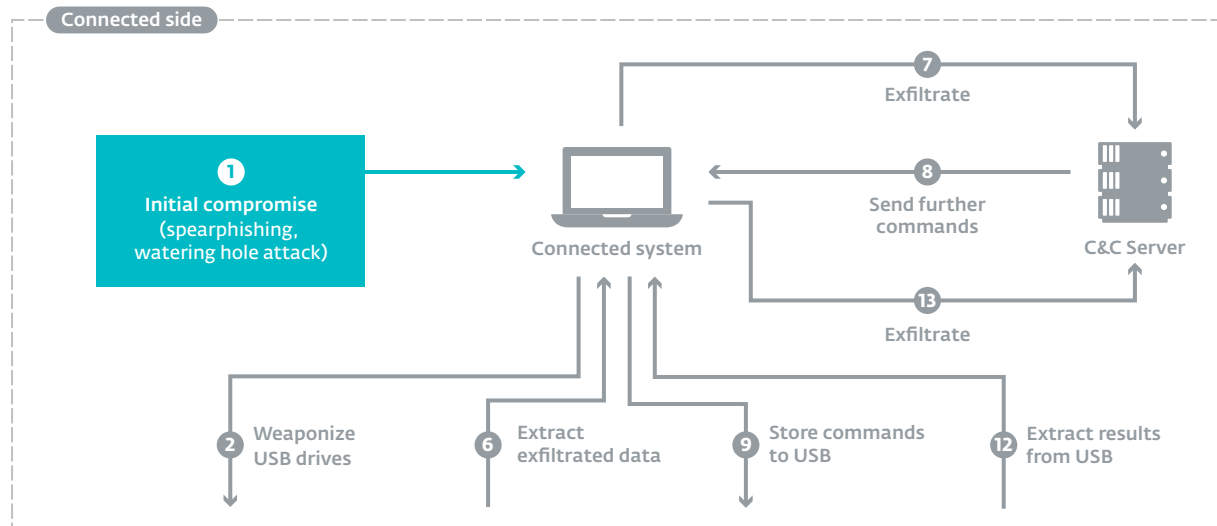 Connected side
7
Exfiltrate
1
Initial compromise
(spearphishing,
watering hole attack)
8
Send further
commands
Connected system
C&C Server
13
Exfiltrate
2
Weaponize
USB drives
6
Extract
exfiltrated data
9
Store commands
to USB
12
Extract results
from USB